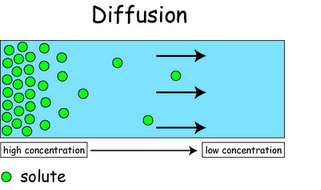 Diffusion
high concentration low concentration
solute